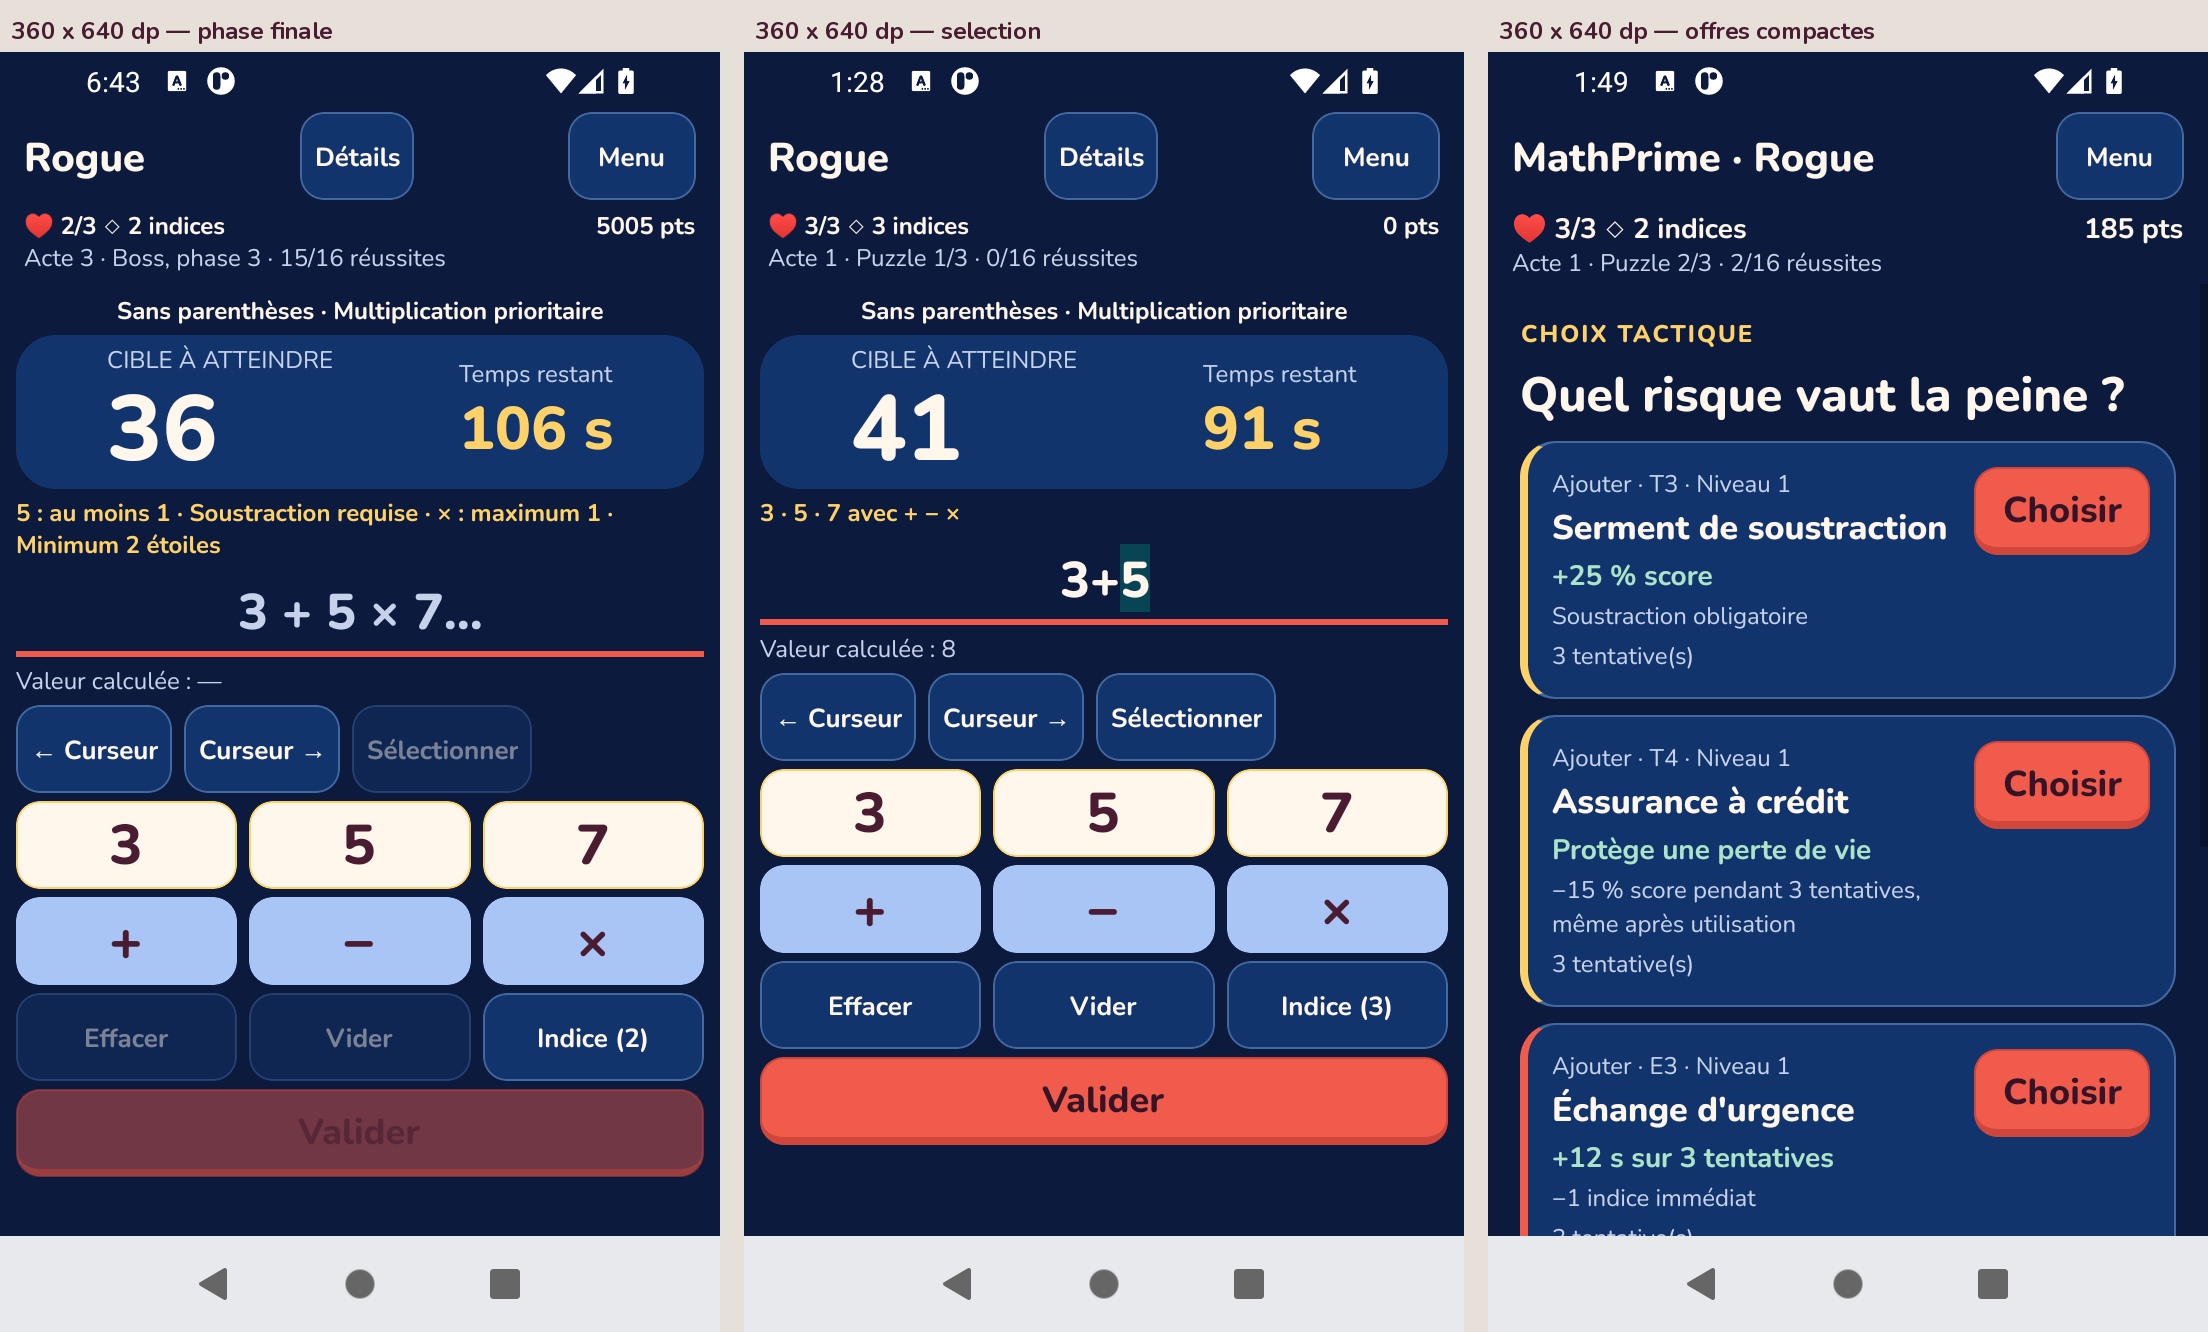 360 x 640 dp — phase finale
6:43
Rogue
Détails
Menu
❤️ 2/3 ◇ 2 indices
5005 pts
Acte 3 · Boss, phase 3 · 15/16 réussites
Sans parenthèses · Multiplication prioritaire
CIBLE À ATTEINDRE
36
Temps restant
106 s
5 : au moins 1 · Soustraction requise · × : maximum 1 ·
Minimum 2 étoiles
3 + 5 × 7...
Valeur calculée : —
← Curseur
Curseur →
Sélectionner
3
5
7
+
−
×
Effacer
Vider
Indice (2)
Valider
360 x 640 dp — selection
1:28
Rogue
Détails
Menu
❤️ 3/3 ◇ 3 indices
0 pts
Acte 1 · Puzzle 1/3 · 0/16 réussites
Sans parenthèses · Multiplication prioritaire
CIBLE À ATTEINDRE
41
Temps restant
91 s
3 · 5 · 7 avec + − ×
3+5
Valeur calculée : 8
← Curseur
Curseur →
Sélectionner
3
5
7
+
−
×
Effacer
Vider
Indice (3)
Valider
360 x 640 dp — offres compactes
1:49
MathPrime · Rogue
Menu
❤️ 3/3 ◇ 2 indices
185 pts
Acte 1 · Puzzle 2/3 · 2/16 réussites
CHOIX TACTIQUE
Quel risque vaut la peine ?
Ajouter · T3 · Niveau 1
Serment de soustraction
Choisir
+25 % score
Soustraction obligatoire
3 tentative(s)
Ajouter · T4 · Niveau 1
Assurance à crédit
Choisir
Protège une perte de vie
−15 % score pendant 3 tentatives,
même après utilisation
3 tentative(s)
Ajouter · E3 · Niveau 1
Échange d'urgence
Choisir
+12 s sur 3 tentatives
−1 indice immédiat
3 tentative(s)